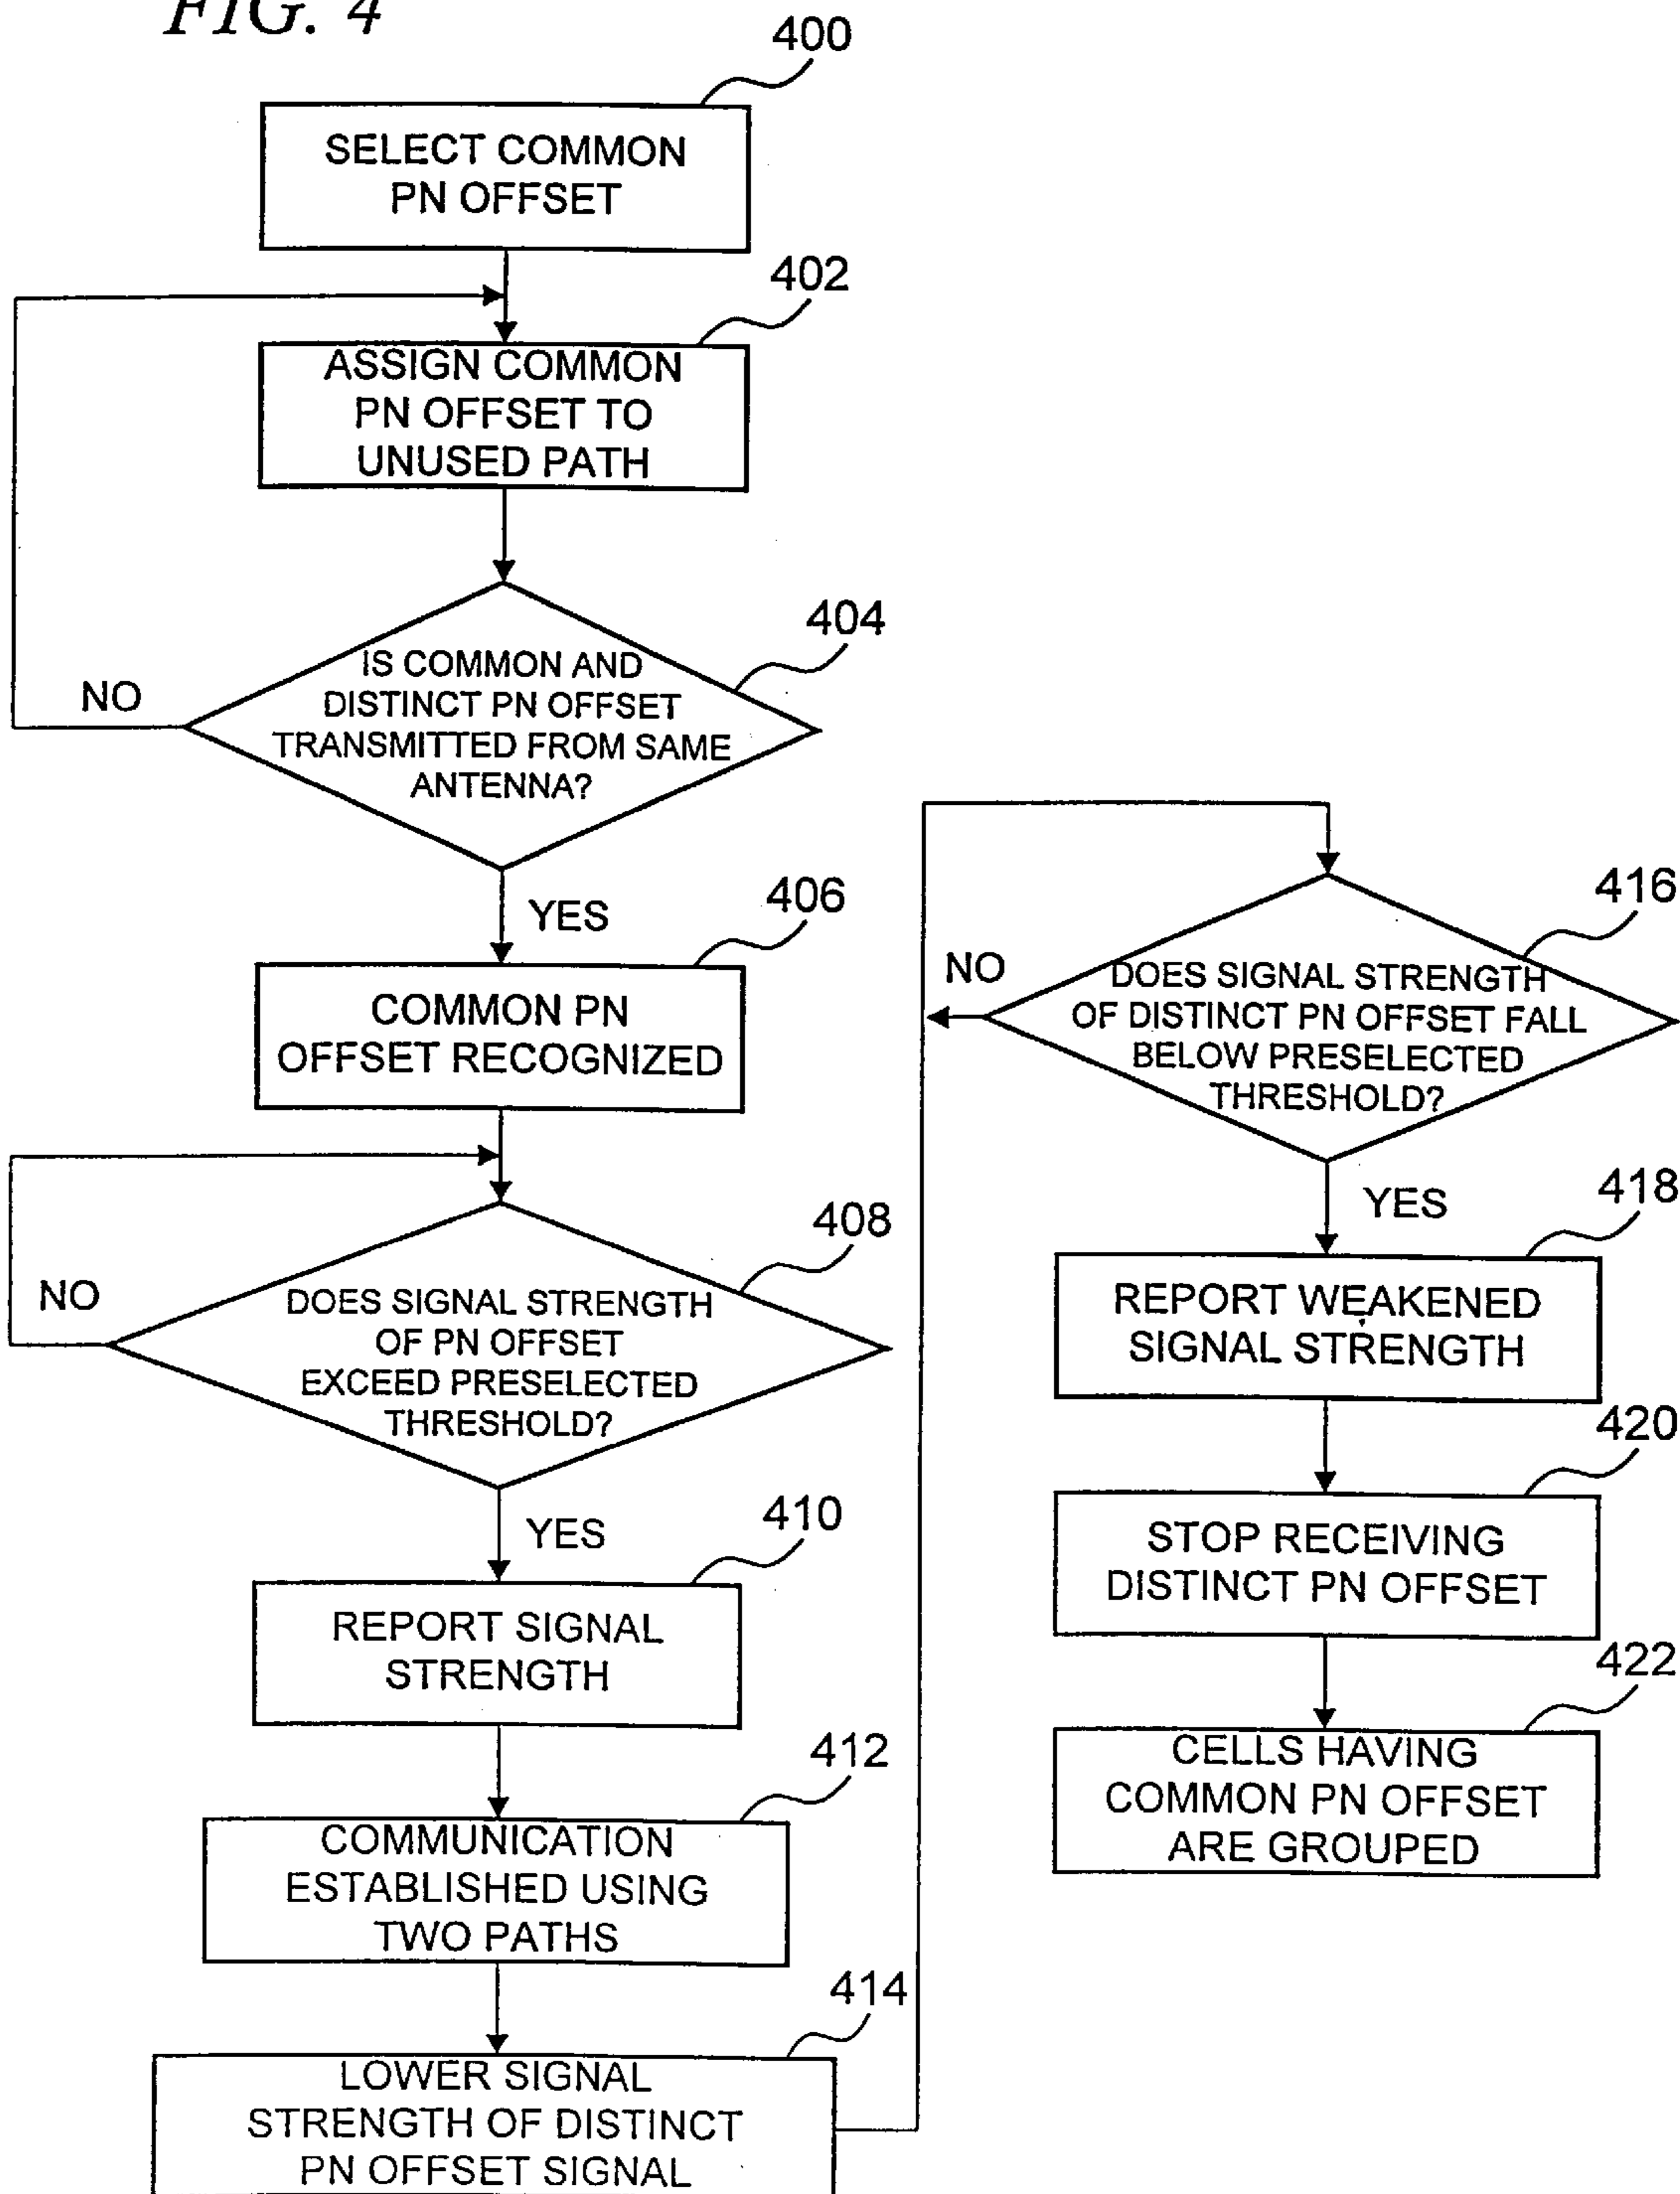 FIG. 4
400
SELECT COMMON
PN OFFSET
402
ASSIGN COMMON
PN OFFSET TO
UNUSED PATH
404
IS COMMON AND
DISTINCT PN OFFSET
TRANSMITTED FROM SAME
ANTENNA?
NO
YES
406
COMMON PN
OFFSET RECOGNIZED
408
DOES SIGNAL STRENGTH
OF PN OFFSET
EXCEED PRESELECTED
THRESHOLD?
NO
YES
410
REPORT SIGNAL
STRENGTH
412
COMMUNICATION
ESTABLISHED USING
TWO PATHS
414
LOWER SIGNAL
STRENGTH OF DISTINCT
PN OFFSET SIGNAL
416
DOES SIGNAL STRENGTH
OF DISTINCT PN OFFSET FALL
BELOW PRESELECTED
THRESHOLD?
NO
YES
418
REPORT WEAKENED
SIGNAL STRENGTH
420
STOP RECEIVING
DISTINCT PN OFFSET
422
CELLS HAVING
COMMON PN OFFSET
ARE GROUPED